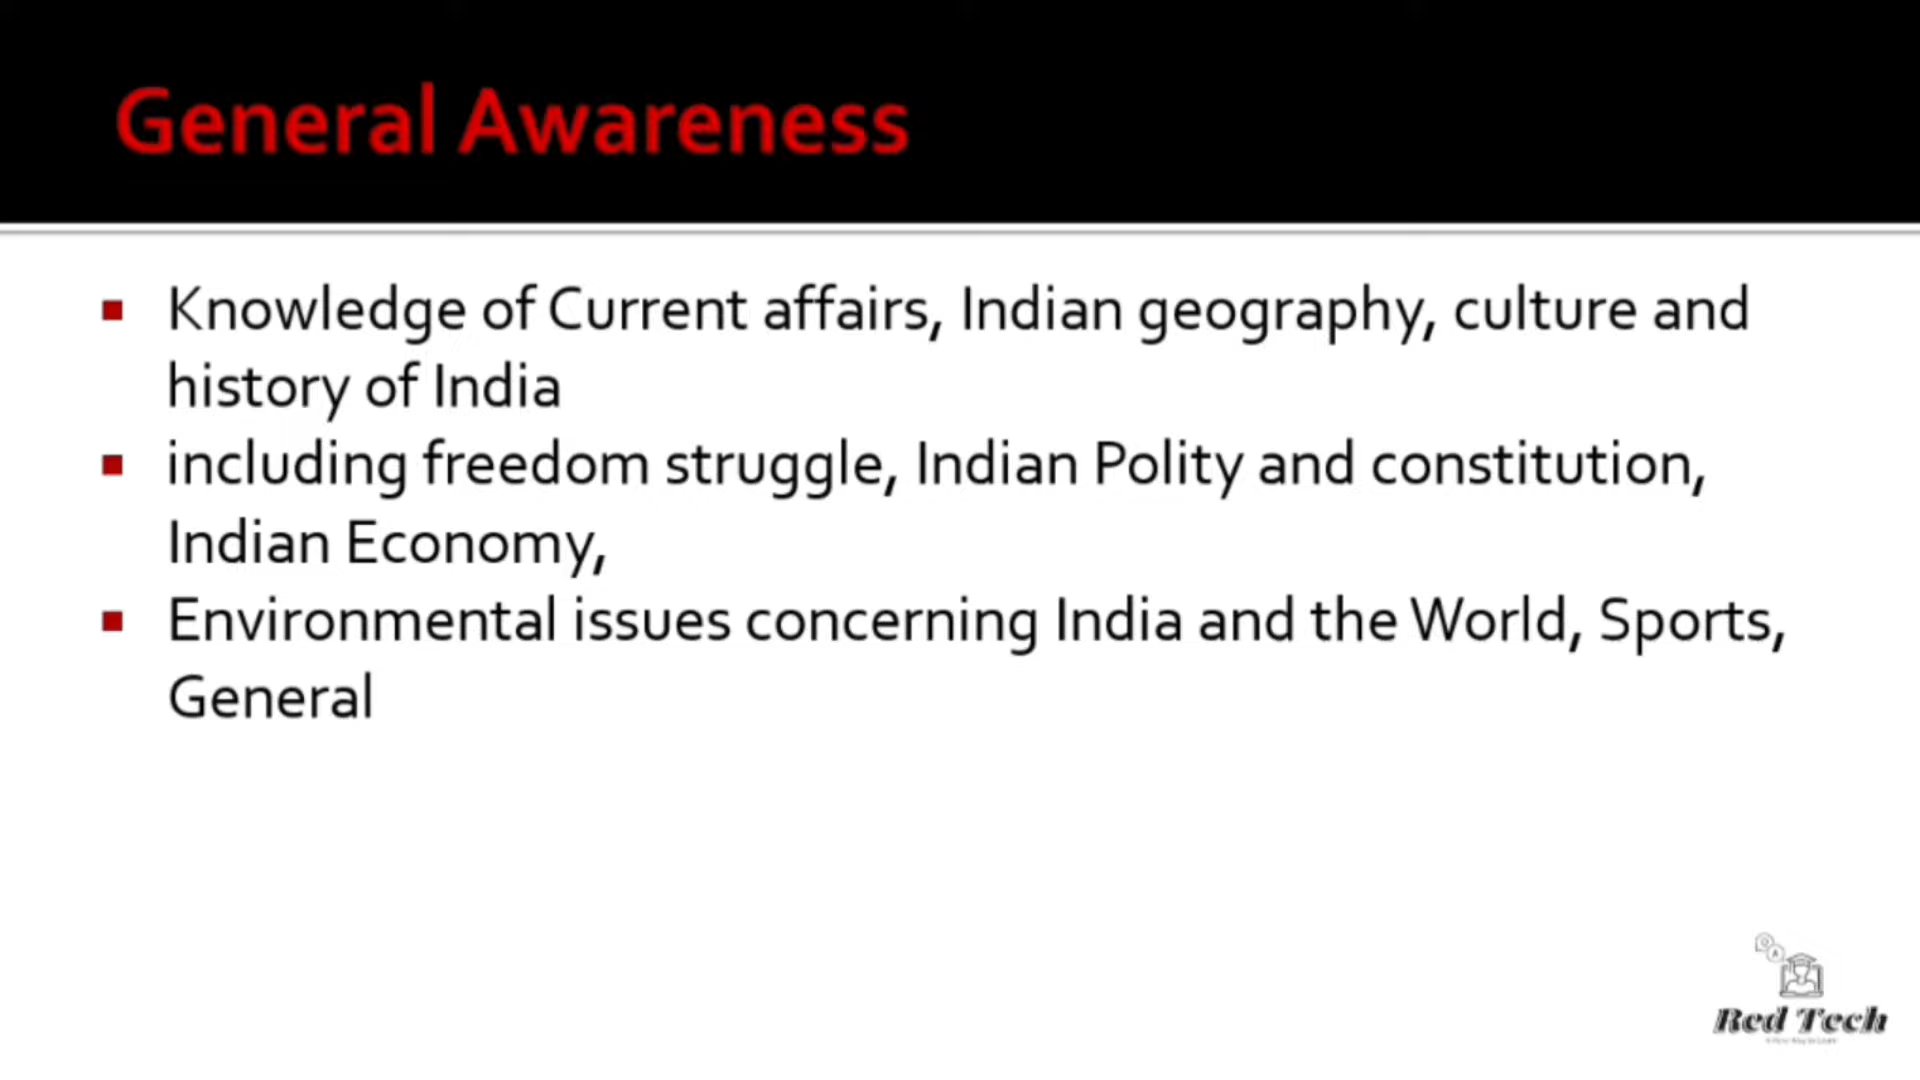 General Awareness
Knowledge of Current affairs, Indian geography, culture and
history of India
including freedom struggle, Indian Polity and constitution,
Indian Economy,
Environmental issues concerning India and the World, Sports,
General
Red Tech